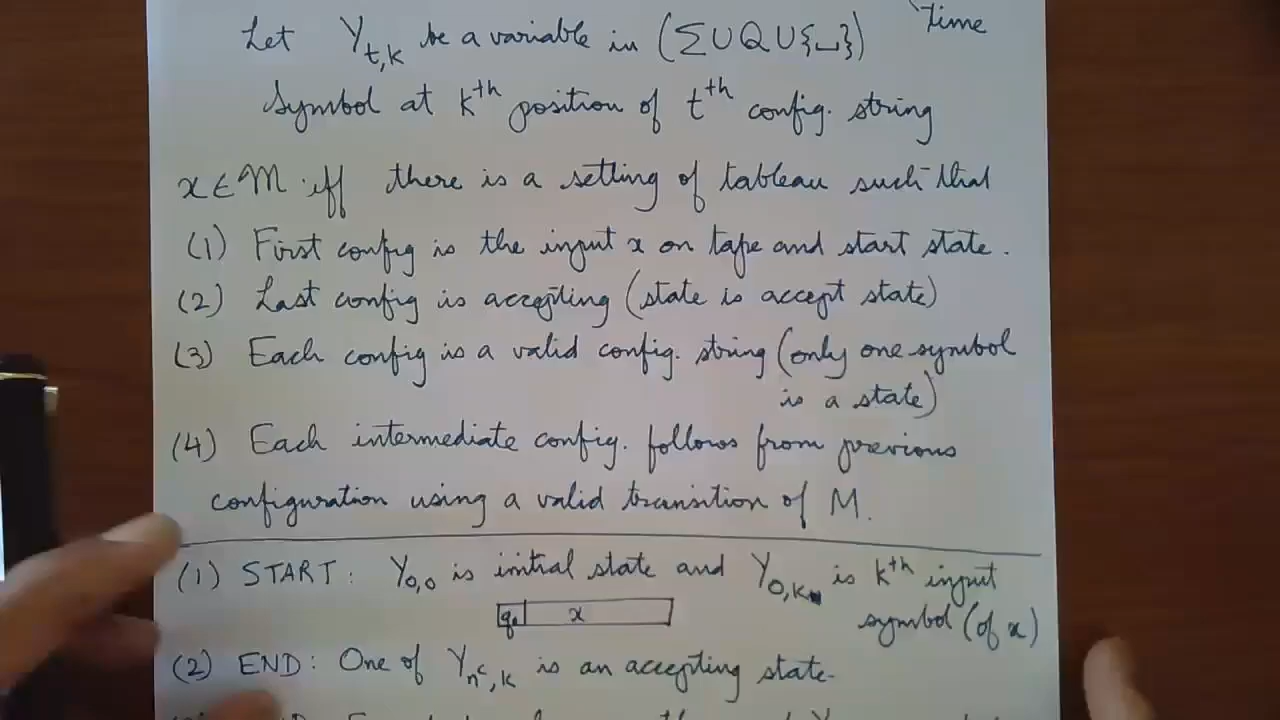 Let Y_{t,k} be a variable in (Σ∪Q∪{␣}) Time
Symbol at k^{th} position of t^{th} config. string
x ∈ M iff there is a setting of tableau such that
(1) First config is the input x on tape and start state.
(2) Last config is accepting (state is accept state)
(3) Each config is a valid config. string (only one symbol
is a state)
(4) Each intermediate config. follows from previous
configuration using a valid transition of M.
(1) START: Y_{0,0} is initial state and Y_{0,k} is k^{th} input
symbol (of x)
q_0 x
(2) END: One of Y_{n^c,k} is an accepting state.